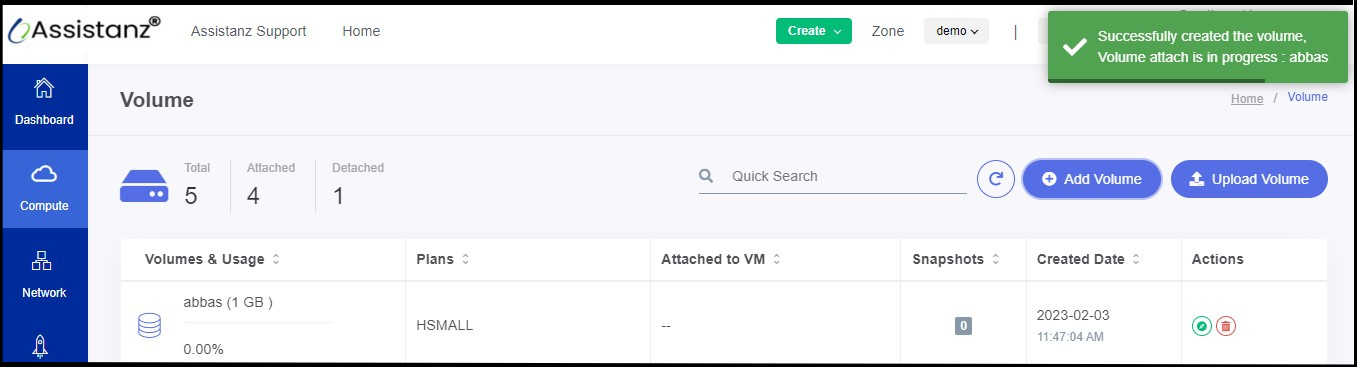 Assistanz®
Assistanz Support
Home
Create
Zone
demo
|
Successfully created the volume,
Volume attach is in progress : abbas
Dashboard
Compute
Network
Volume
Home / Volume
Total
5
Attached
4
Detached
1
Quick Search
Add Volume
Upload Volume
Volumes & Usage
Plans
Attached to VM
Snapshots
Created Date
Actions
abbas (1 GB )
0.00%
HSMALL
--
0
2023-02-03
11:47:04 AM